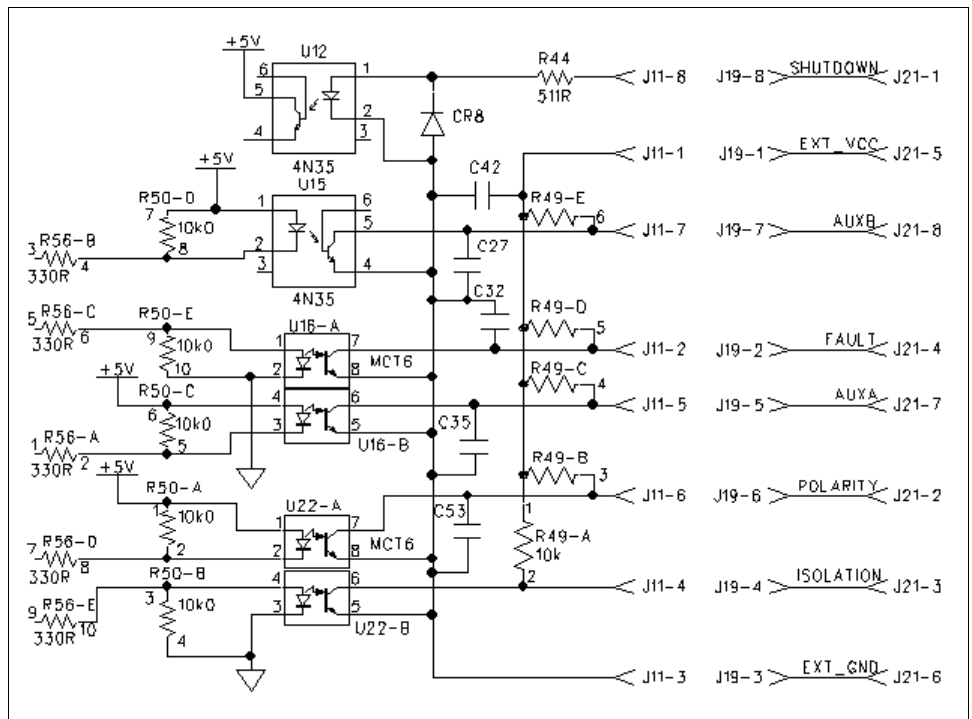 +5V
U12
6
5
4
1
2
3
4N35
R44
511R
J11-8
J19-8
SHUTDOWN
J21-1
CR8
+5V
U15
C42
J11-1
J19-1
EXT_VCC
J21-5
R50-D
7
10k0
8
1
2
3
6
5
4
4N35
R49-E
6
J11-7
J19-7
AUXB
J21-8
3
R56-B
4
330R
C27
C32
5
R56-C
6
330R
R50-E
9
10k0
10
U16-A
1
2
7
8
MCT6
R49-D
5
J11-2
J19-2
FAULT
J21-4
+5V
R50-C
6
10k0
5
4
3
6
5
U16-B
R49-C
4
J11-5
J19-5
AUXA
J21-7
C35
1
R56-A
2
330R
+5V
R50-A
1
10k0
2
U22-A
1
2
7
8
MCT6
C53
R49-B
3
J11-6
J19-6
POLARITY
J21-2
7
R56-D
8
330R
1
R49-A
10k
2
R50-B
3
10k0
4
4
3
6
5
U22-B
J11-4
J19-4
ISOLATION
J21-3
9
R56-E
10
330R
J11-3
J19-3
EXT_GND
J21-6